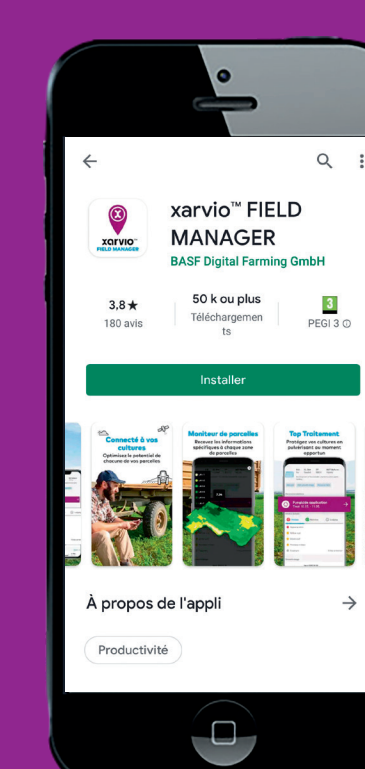 xarvio™ FIELD
MANAGER
BASF Digital Farming GmbH
xarvio™
FIELD MANAGER
3,8★
180 avis
50 k ou plus
Téléchargemen
ts
3
PEGI 3
Installer
Connecté à vos
cultures
Optimisez le potentiel de
chacune de vos parcelles
Moniteur de parcelles
Recevez les informations
spécifiques à chaque zone
de parcelles
Top Traitement
Protégez vos cultures en
pulvérisant au moment
opportun
Fungicide application
À propos de l'appli
Productivité